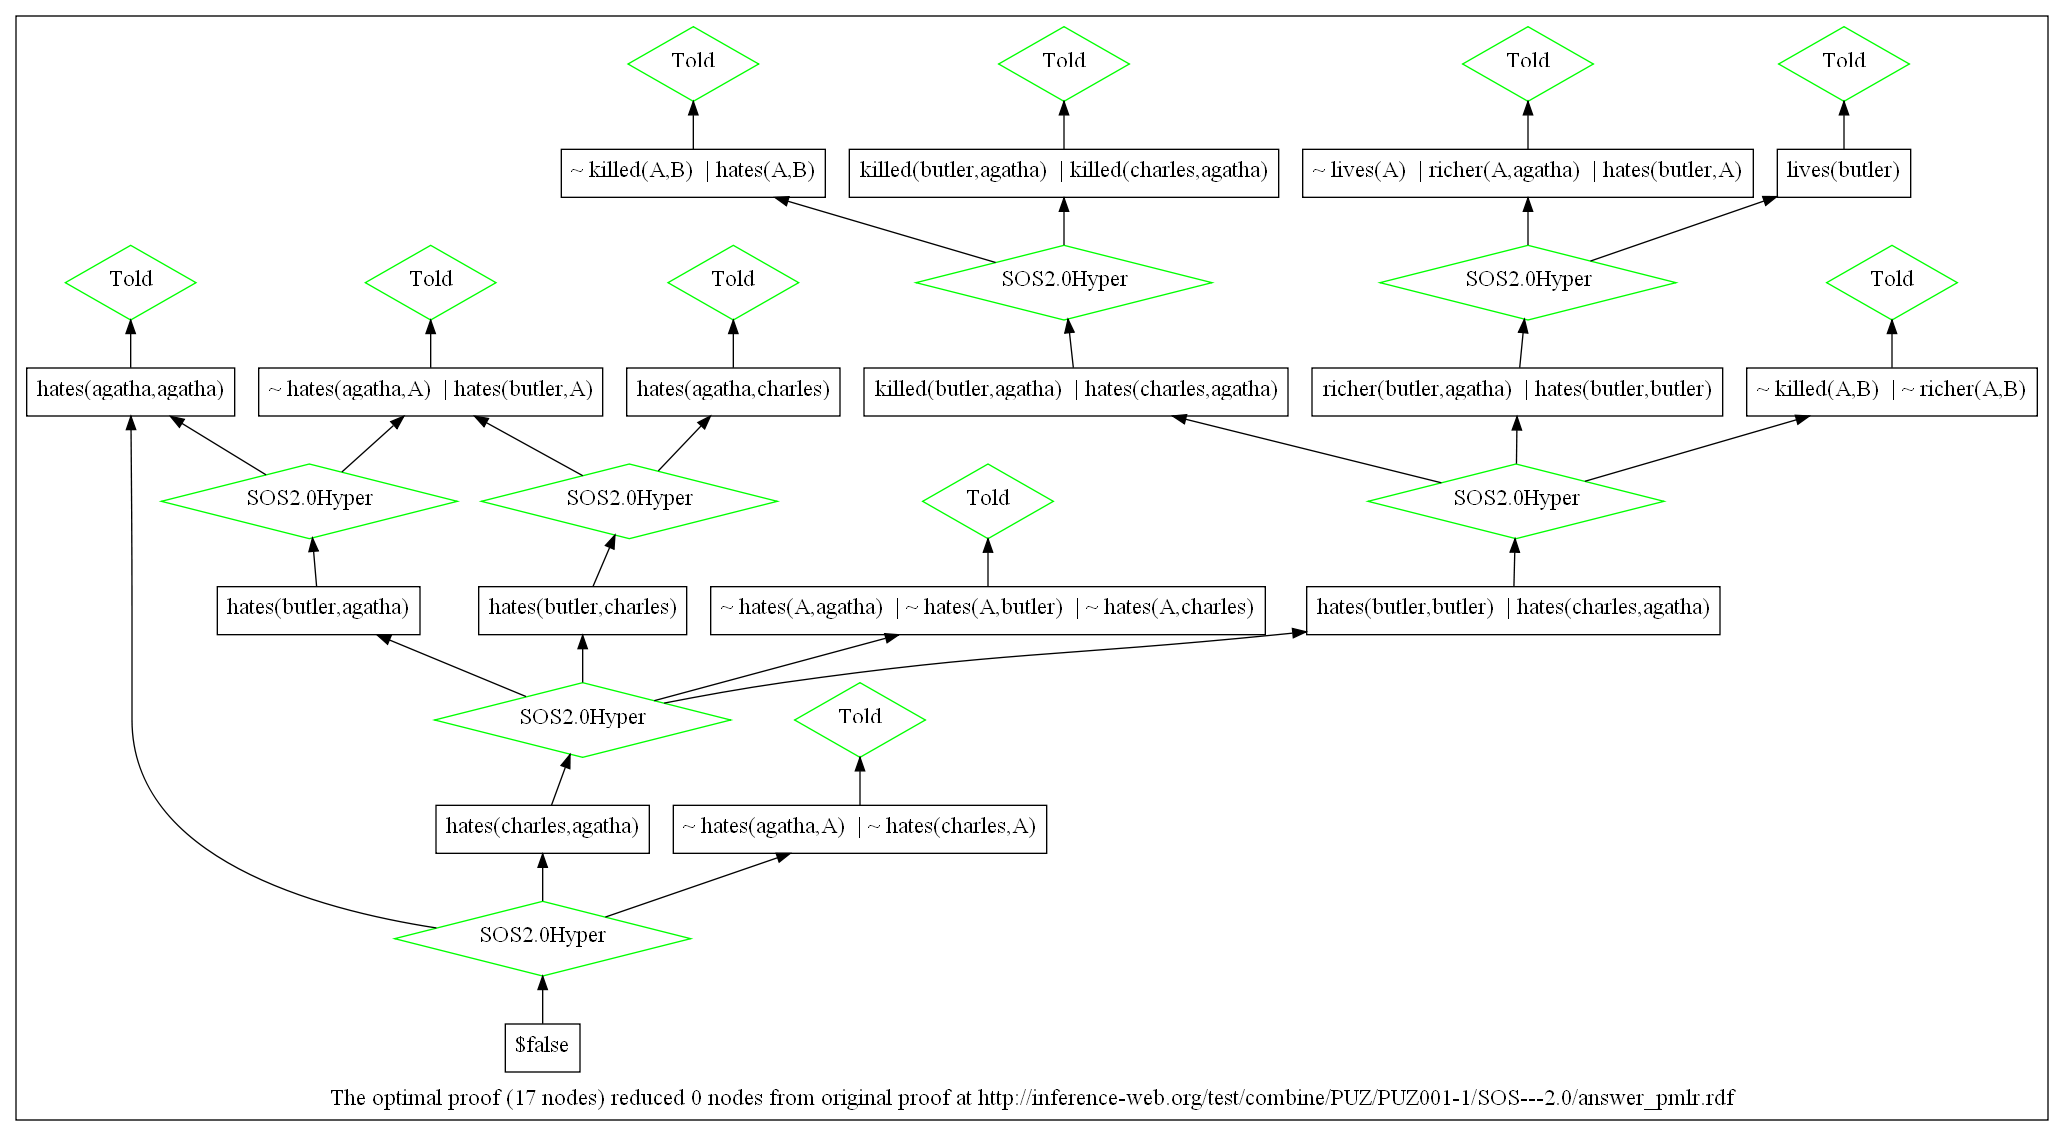 Told
Told
Told
Told
~ killed(A,B) | hates(A,B)
killed(butler,agatha) | killed(charles,agatha)
~ lives(A) | richer(A,agatha) | hates(butler,A)
lives(butler)
Told
Told
Told
SOS2.0Hyper
SOS2.0Hyper
Told
hates(agatha,agatha)
~ hates(agatha,A) | hates(butler,A)
hates(agatha,charles)
killed(butler,agatha) | hates(charles,agatha)
richer(butler,agatha) | hates(butler,butler)
~ killed(A,B) | ~ richer(A,B)
SOS2.0Hyper
SOS2.0Hyper
Told
SOS2.0Hyper
hates(butler,agatha)
hates(butler,charles)
~ hates(A,agatha) | ~ hates(A,butler) | ~ hates(A,charles)
hates(butler,butler) | hates(charles,agatha)
SOS2.0Hyper
Told
hates(charles,agatha)
~ hates(agatha,A) | ~ hates(charles,A)
SOS2.0Hyper
$false
The optimal proof (17 nodes) reduced 0 nodes from original proof at http://inference-web.org/test/combine/PUZ/PUZ001-1/SOS---2.0/answer_pmlr.rdf